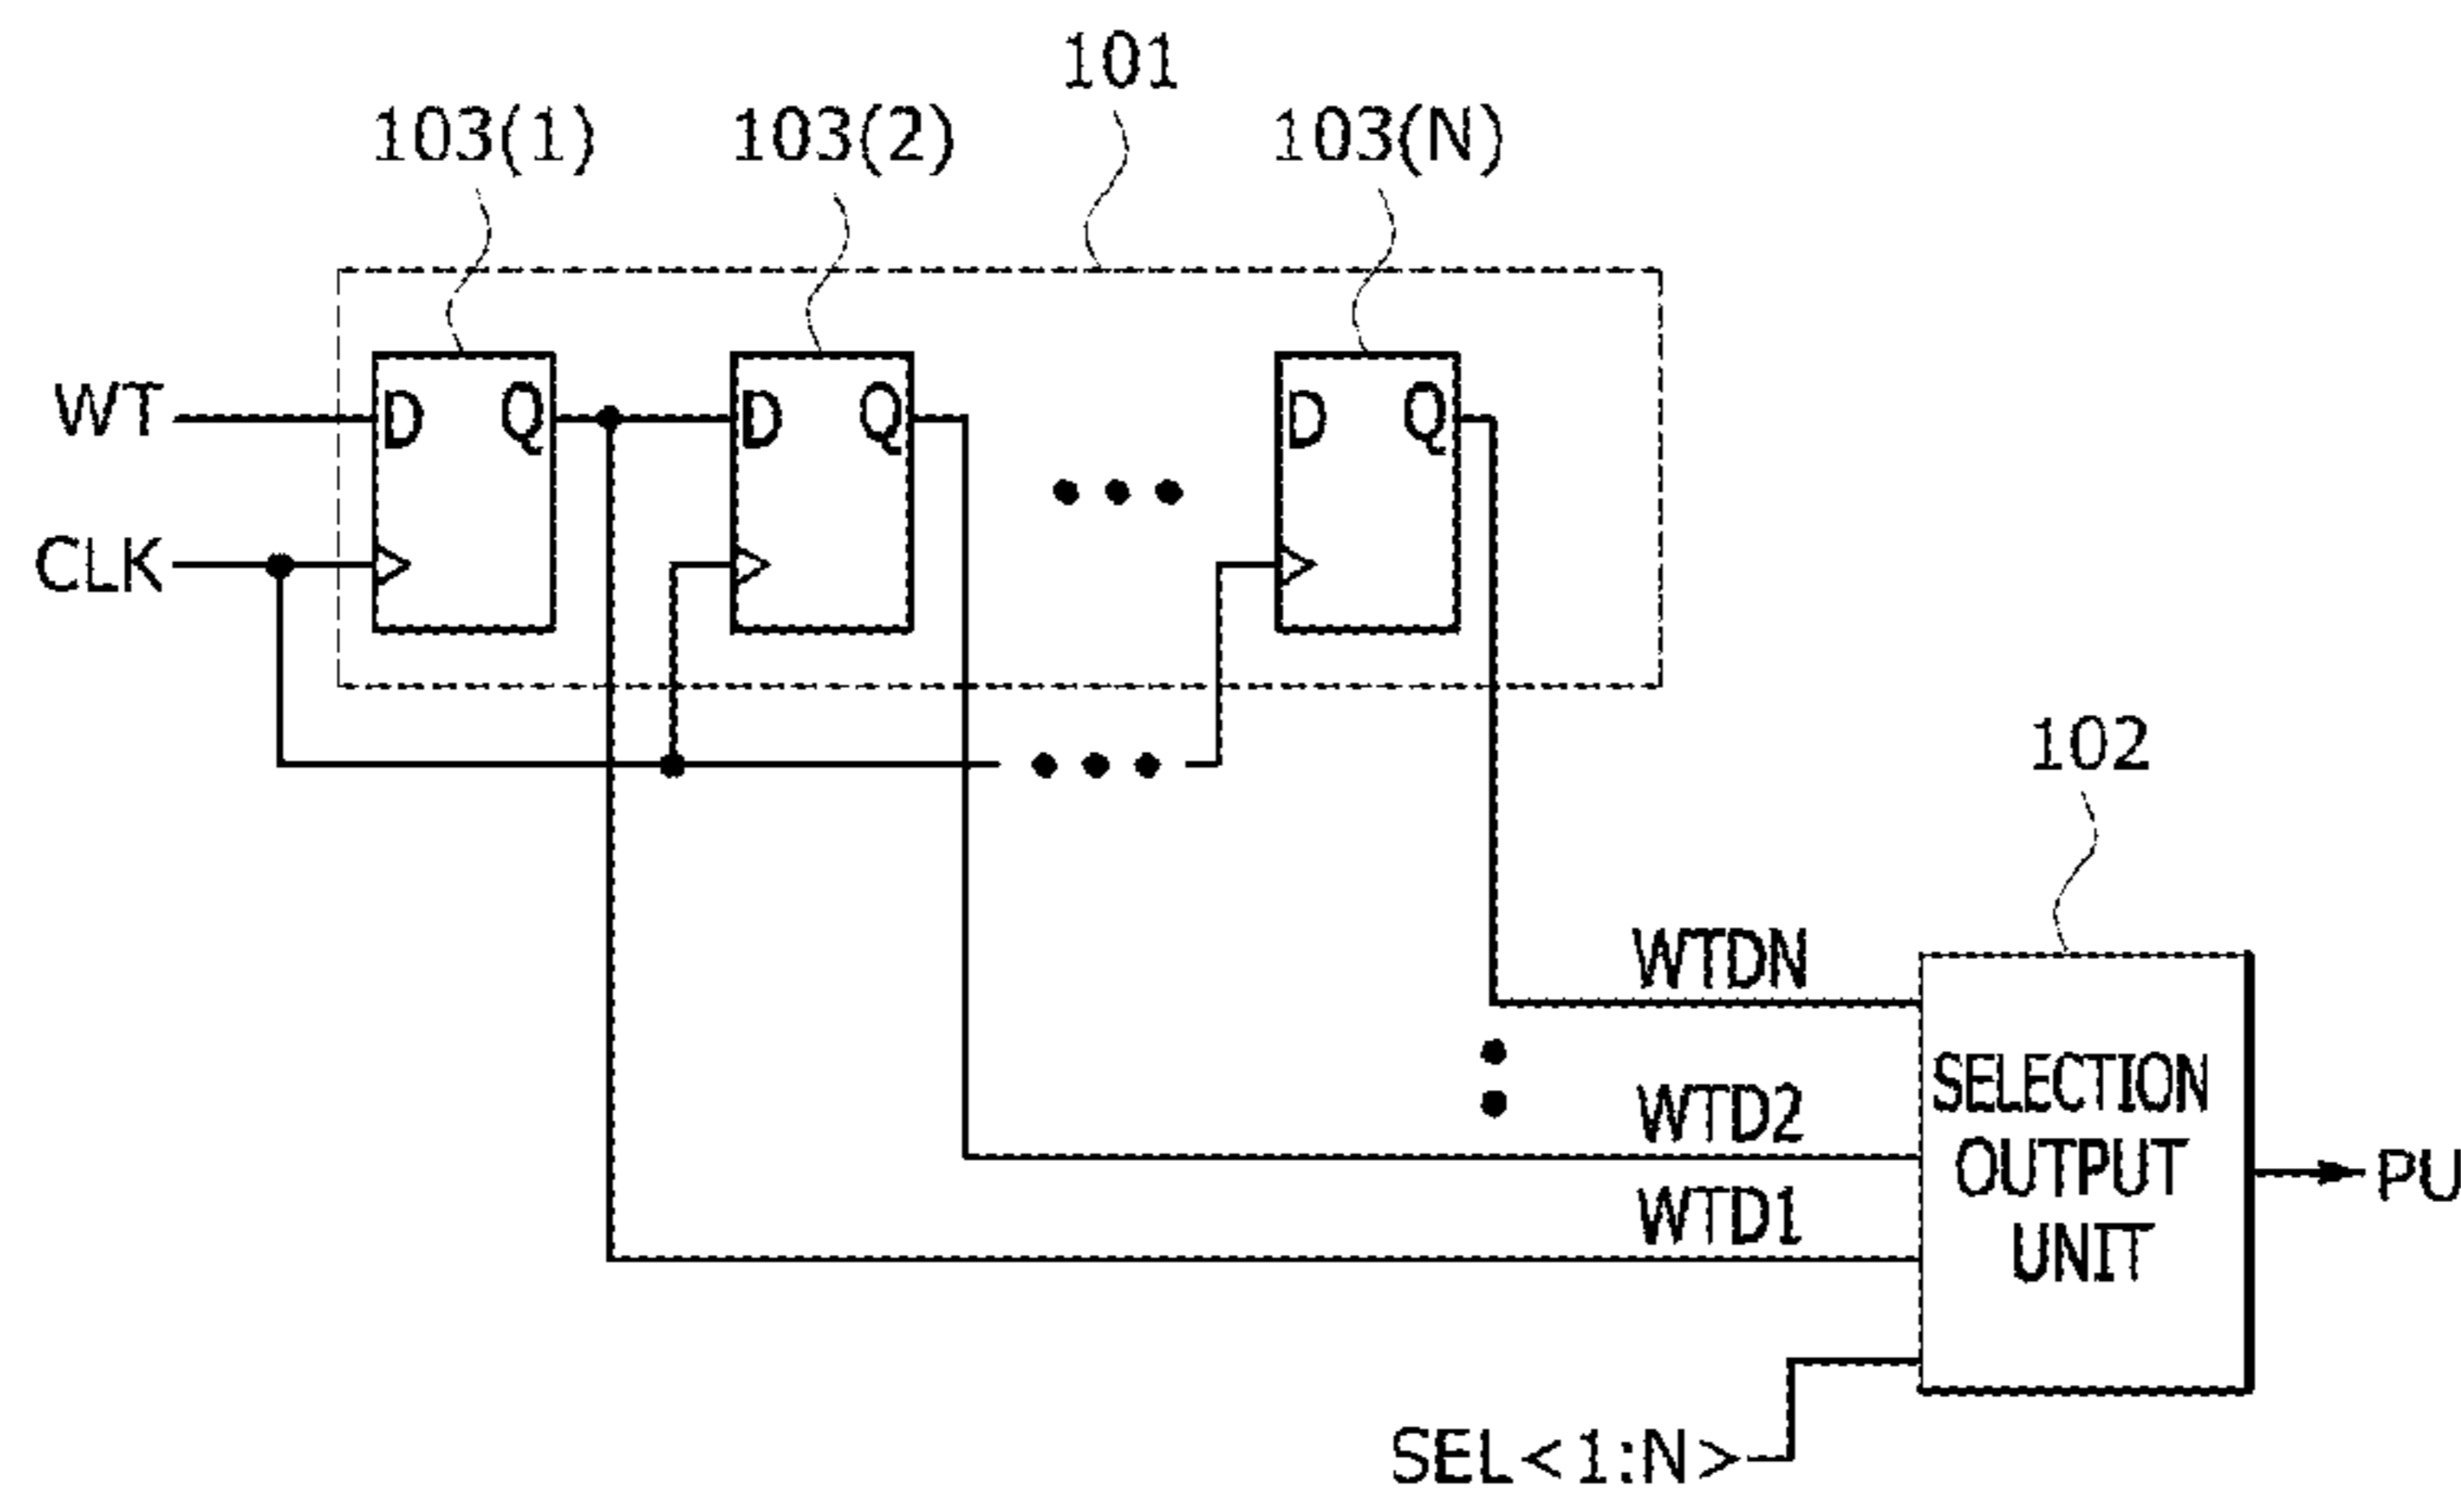 101
103(1) 103(2) 103(N)
WT D Q D Q D Q
CLK
102
WTDN
SELECTION
WTD2
OUTPUT
PU
WTD1
UNIT
SEL<1:N>